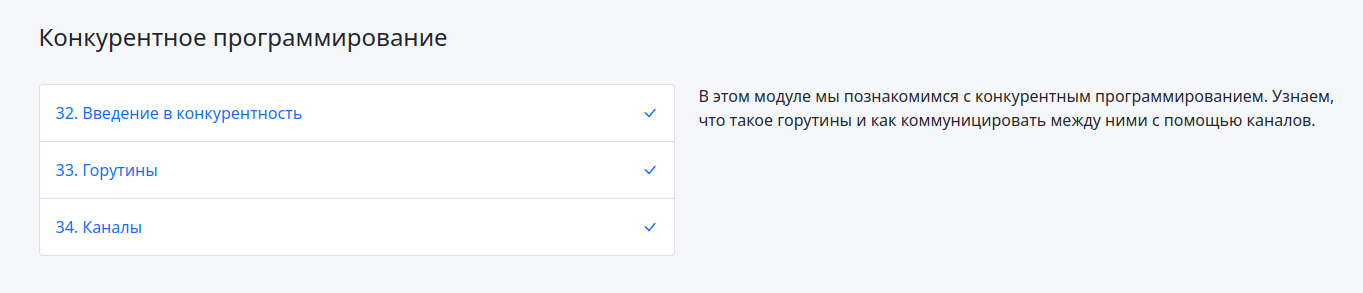 Конкурентное программирование
32. Введение в конкурентность
33. Горутины
34. Каналы
В этом модуле мы познакомимся с конкурентным программированием. Узнаем,
что такое горутины и как коммуницировать между ними с помощью каналов.